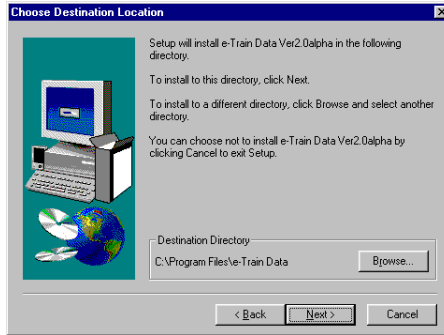 Choose Destination Location
Setup will install e-Train Data Ver2.0alpha in the following
directory.
To install to this directory, click Next.
To install to a different directory, click Browse and select another
directory.
You can choose not to install e-Train Data Ver2.0alpha by
clicking Cancel to exit Setup.
Destination Directory
C:\Program Files\e-Train Data
Browse...
< Back
Next >
Cancel